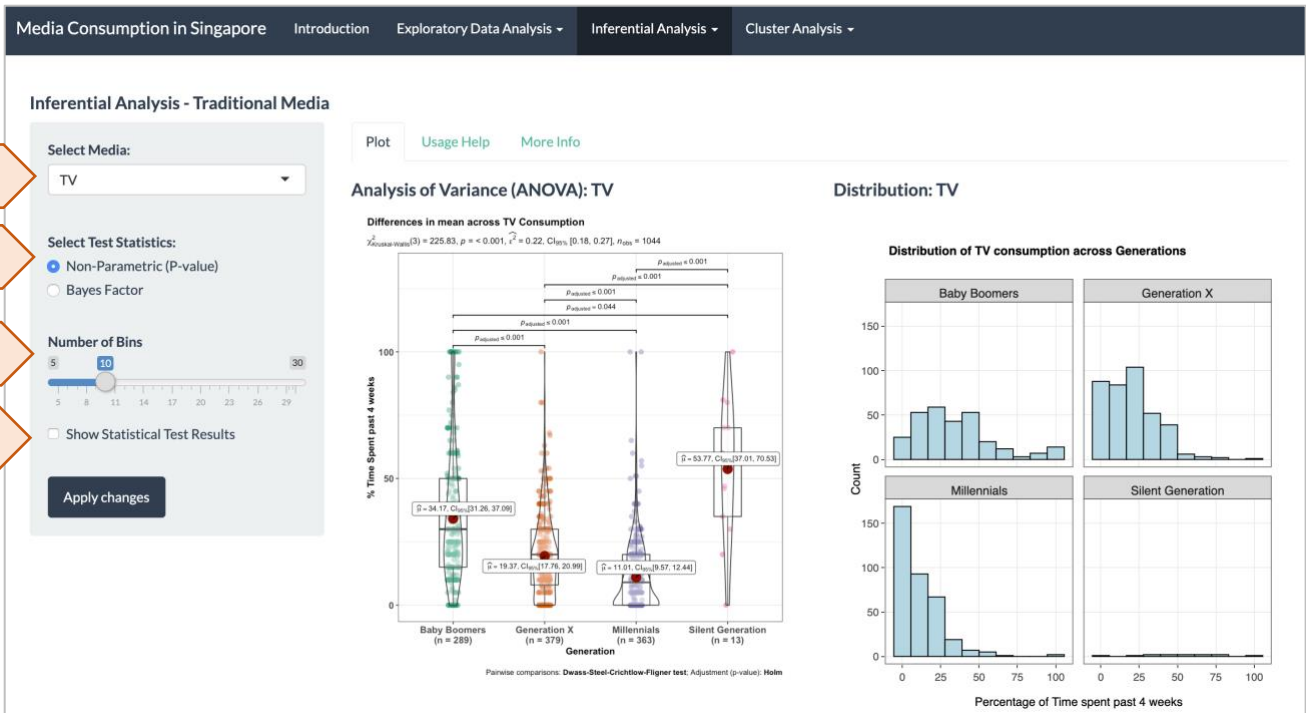 Media Consumption in Singapore Introduction Exploratory Data Analysis Inferential Analysis Cluster Analysis
Inferential Analysis - Traditional Media
Select Media:
TV
Select Test Statistics:
Non-Parametric (P-value)
Bayes Factor
Number of Bins
5 10 30
5 8 11 14 17 20 23 26 29
Show Statistical Test Results
Apply changes
Plot Usage Help More Info
Analysis of Variance (ANOVA): TV
Differences in mean across TV Consumption
χ²Kruskal-Wallis(3) = 225.83, p = < 0.001, ε̂² = 0.22, CI95% [0.18, 0.27], nobs = 1044
Padjusted ≤ 0.001
Padjusted ≤ 0.001
Padjusted ≤ 0.001
Padjusted = 0.044
Padjusted ≤ 0.001
Padjusted ≤ 0.001
% Time Spent past 4 weeks
100
50
0
μ̂ = 34.17, CI95%[31.26, 37.09]
μ̂ = 19.37, CI95%[17.76, 20.99]
μ̂ = 11.01, CI95%[9.57, 12.44]
μ̂ = 53.77, CI95%[37.01, 70.53]
Baby Boomers Generation X Millennials Silent Generation
(n = 289) (n = 379) (n = 363) (n = 13)
Generation
Pairwise comparisons: Dwass-Steel-Crichtlow-Fligner test; Adjustment (p-value): Holm
Distribution: TV
Distribution of TV consumption across Generations
Baby Boomers Generation X
150
100
50
0
Count
Millennials Silent Generation
150
100
50
0
0 25 50 75 100 0 25 50 75 100
Percentage of Time spent past 4 weeks